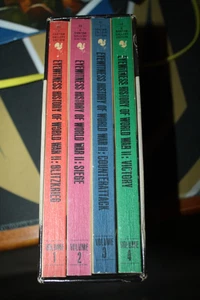 EYEWITNESS HISTORY OF WORLD WAR II: BLITZKRIEG
VOLUME
1
EYEWITNESS HISTORY OF WORLD WAR II: SIEGE
VOLUME
2
EYEWITNESS HISTORY OF WORLD WAR II: COUNTERATTACK
VOLUME
3
EYEWITNESS HISTORY OF WORLD WAR II: VICTORY
VOLUME
4